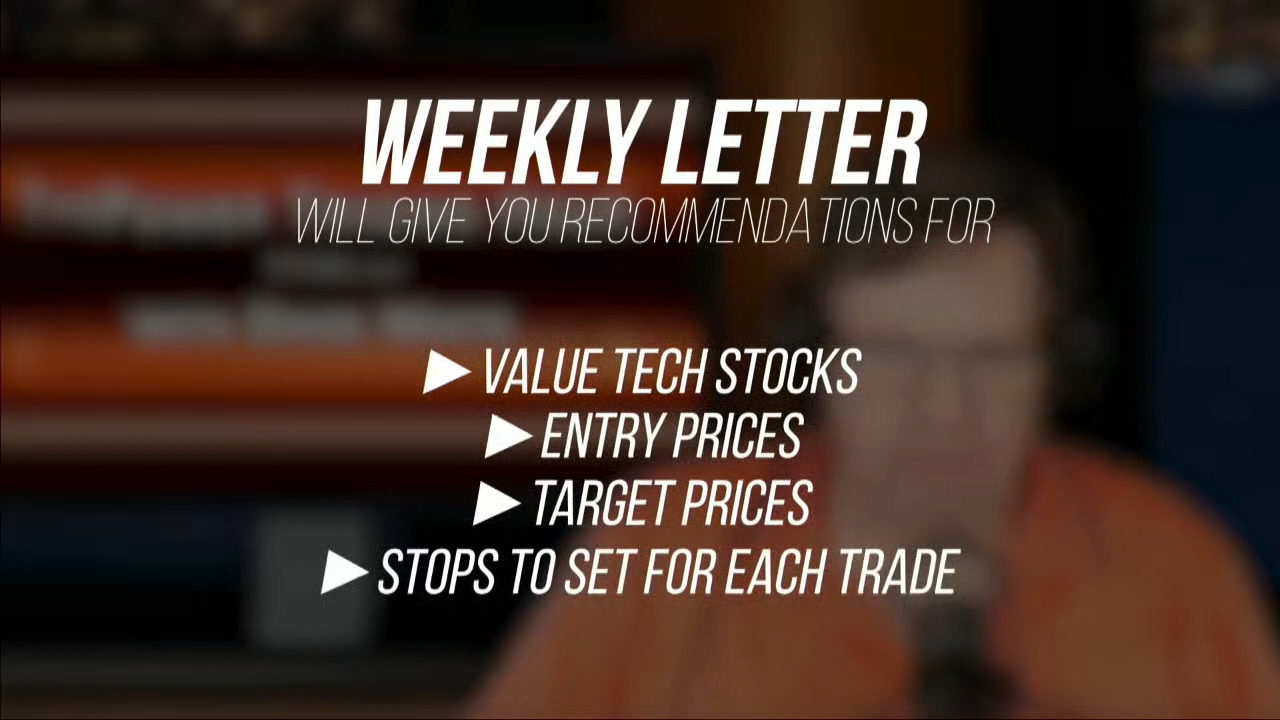 WEEKLY LETTER
WILL GIVE YOU RECOMMENDATIONS FOR
▶ VALUE TECH STOCKS
▶ ENTRY PRICES
▶ TARGET PRICES
▶ STOPS TO SET FOR EACH TRADE